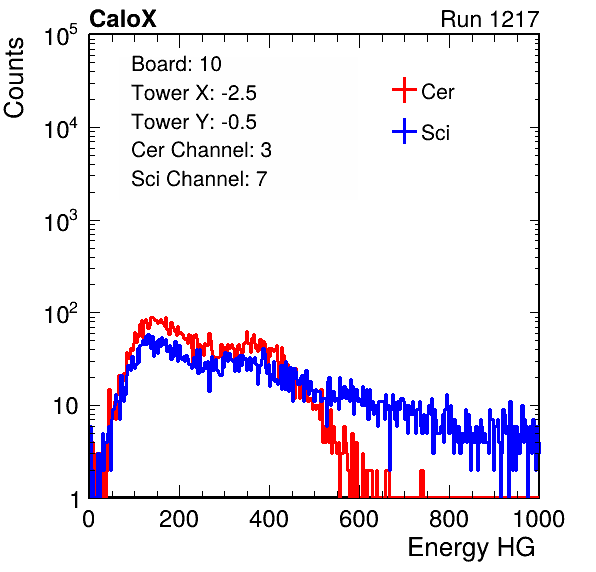 CaloX Run 1217
Counts
10^5
10^4
10^3
10^2
10
1
Board: 10
Tower X: -2.5
Tower Y: -0.5
Cer Channel: 3
Sci Channel: 7
Cer
Sci
0 200 400 600 800 1000
Energy HG